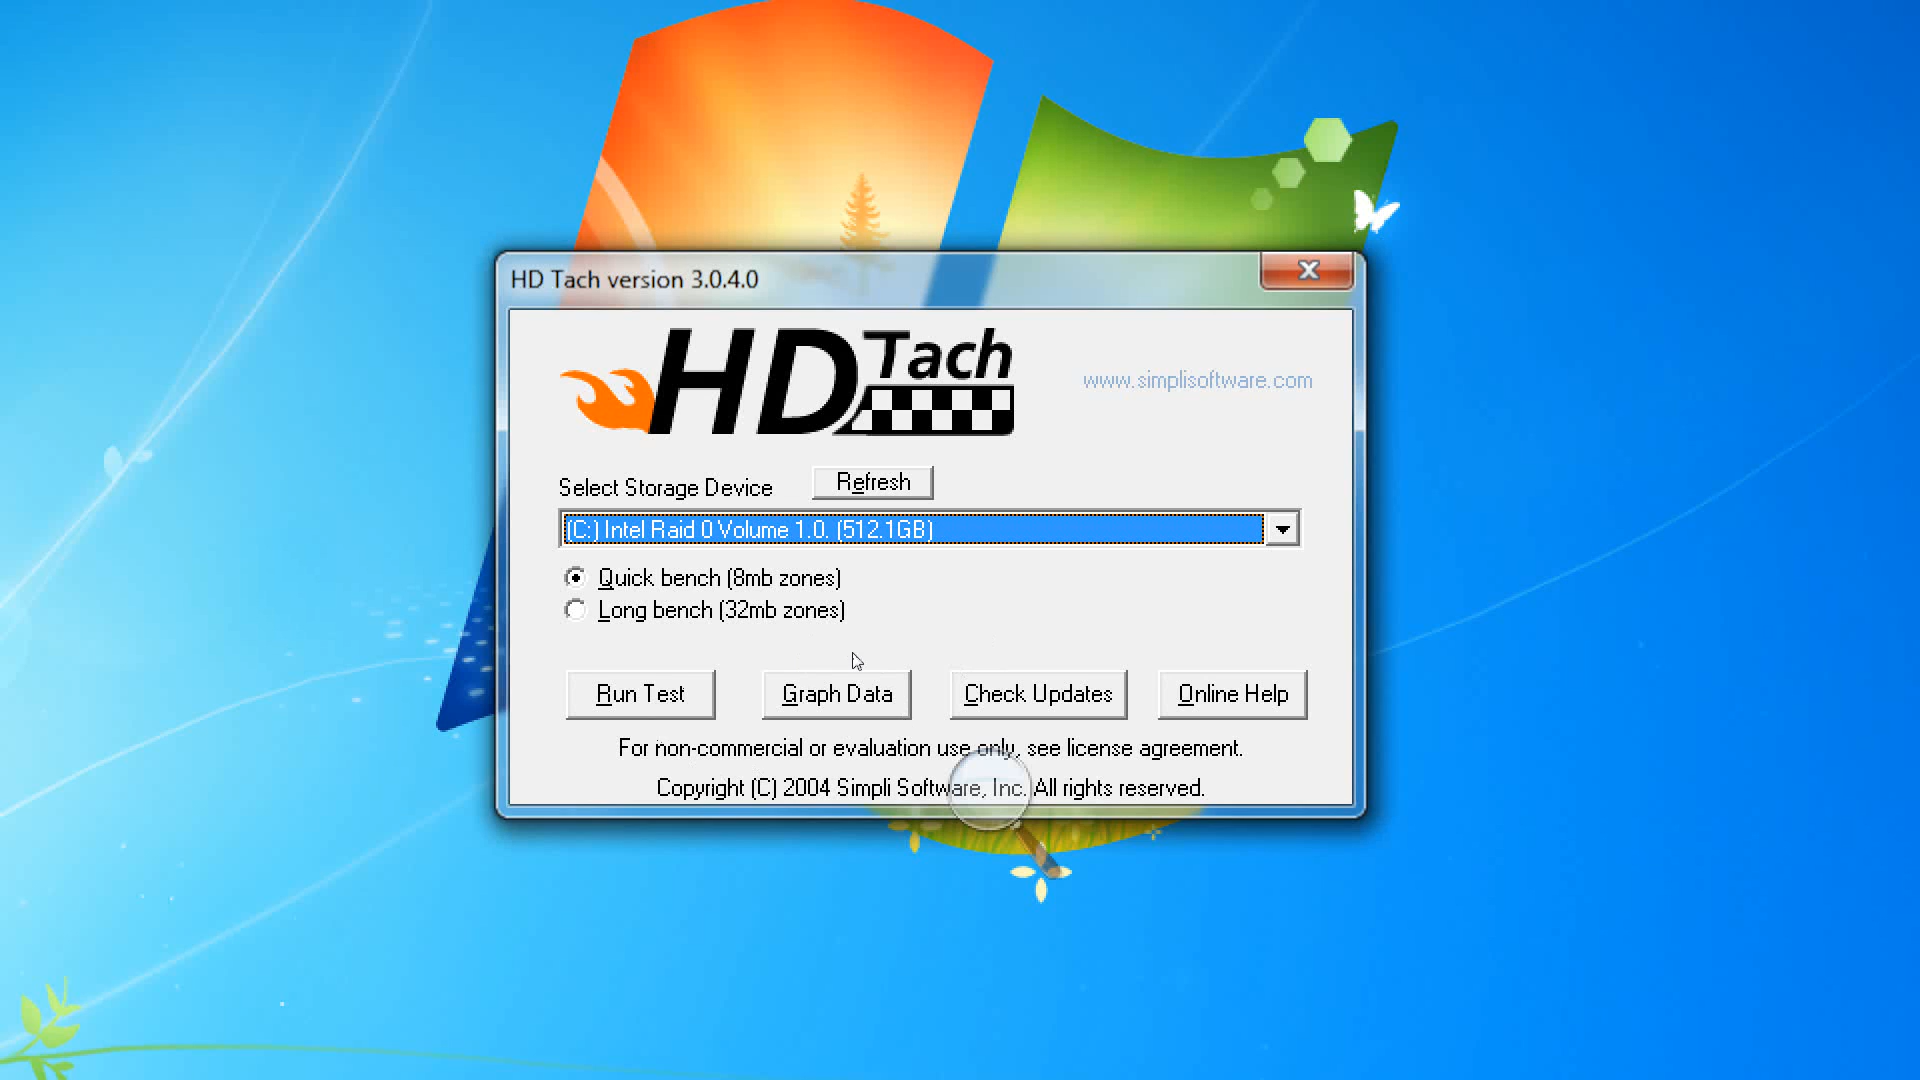 HD Tach version 3.0.4.0
HD Tach
www.simplisoftware.com
Select Storage Device
Refresh
(C:) Intel Raid 0 Volume 1.0. (512.1GB)
Quick bench (8mb zones)
Long bench (32mb zones)
Run Test
Graph Data
Check Updates
Online Help
For non-commercial or evaluation use only, see license agreement.
Copyright (C) 2004 Simpli Software, Inc. All rights reserved.